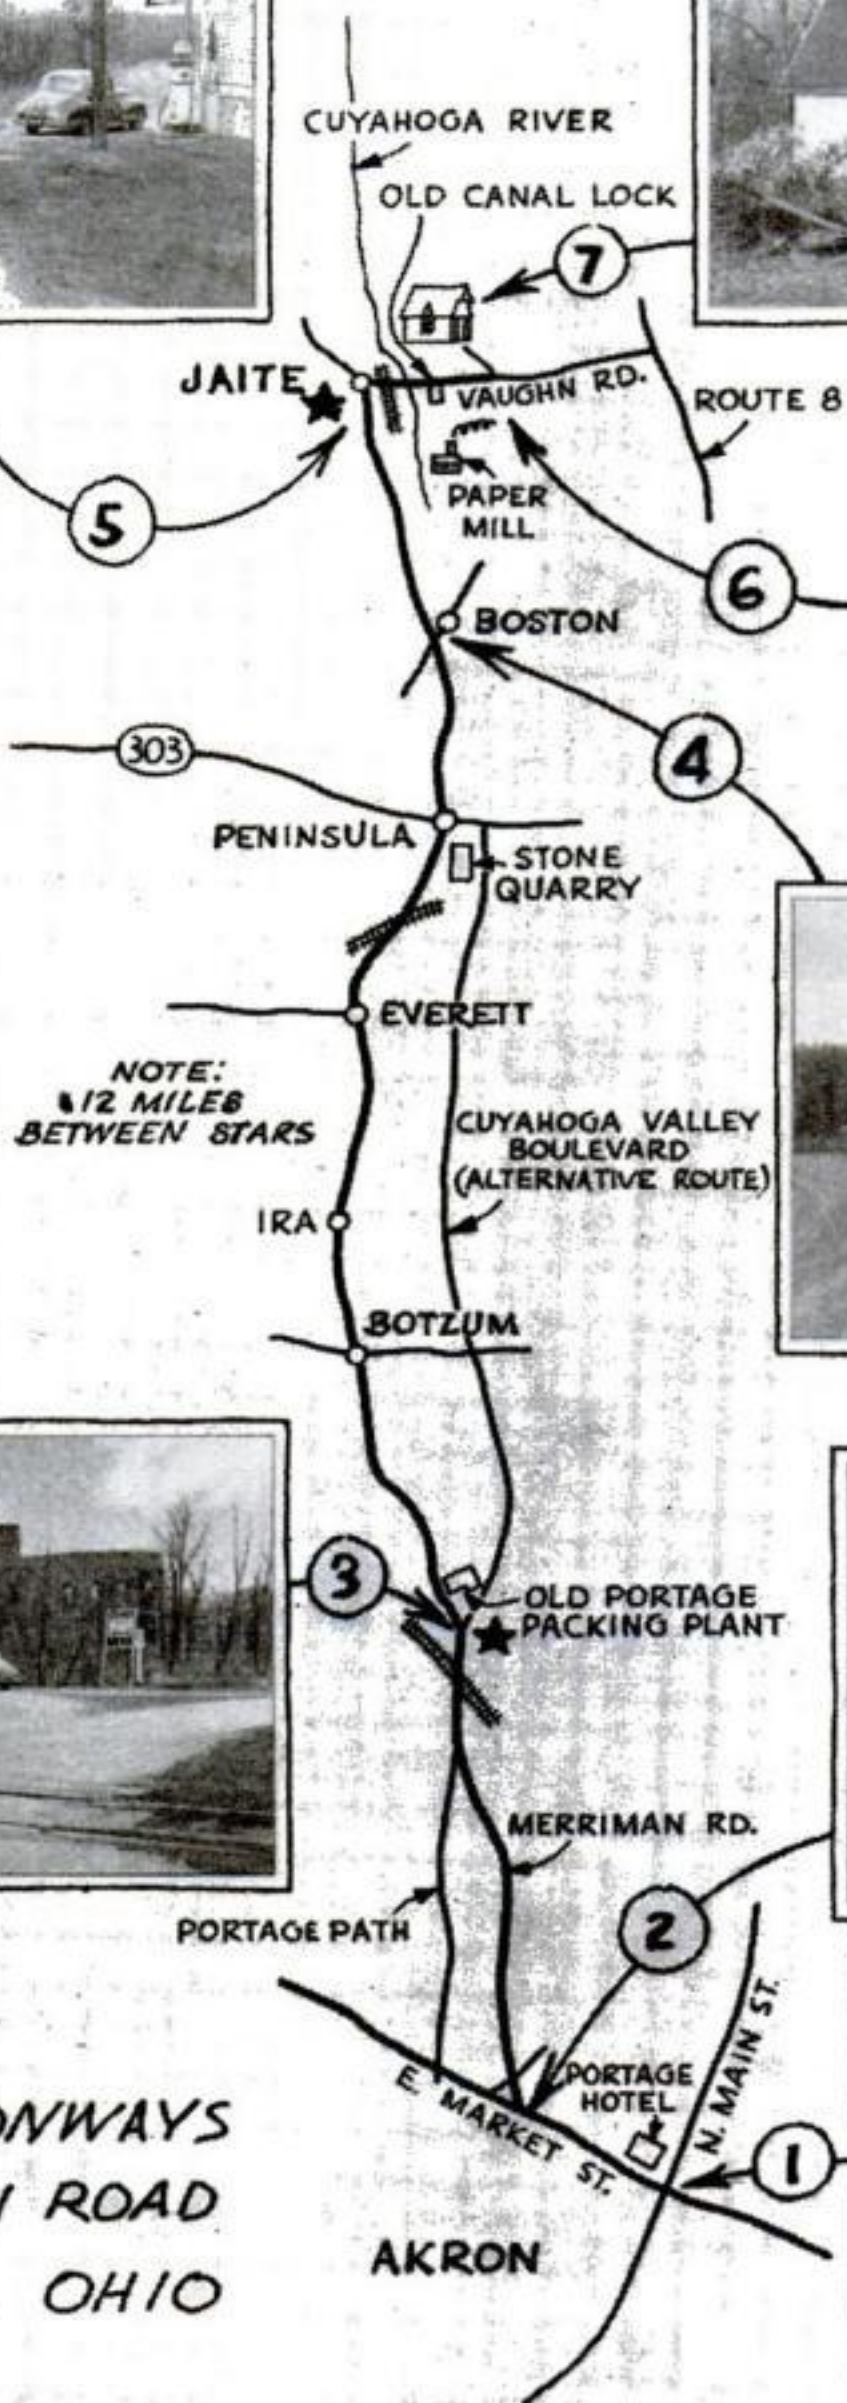 CUYAHOGA RIVER
OLD CANAL LOCK
7
JAITE
VAUGHN RD.
ROUTE 8
5
PAPER
MILL
6
BOSTON
303
4
PENINSULA
STONE
QUARRY
EVERETT
NOTE:
12 MILES
BETWEEN STARS
CUYAHOGA VALLEY
BOULEVARD
(ALTERNATIVE ROUTE)
IRA
BOTZUM
3
OLD PORTAGE
PACKING PLANT
MERRIMAN RD.
PORTAGE PATH
2
N. MAIN ST.
PORTAGE
HOTEL
E. MARKET ST.
1
ONWAYS
ROAD
AKRON
OHIO